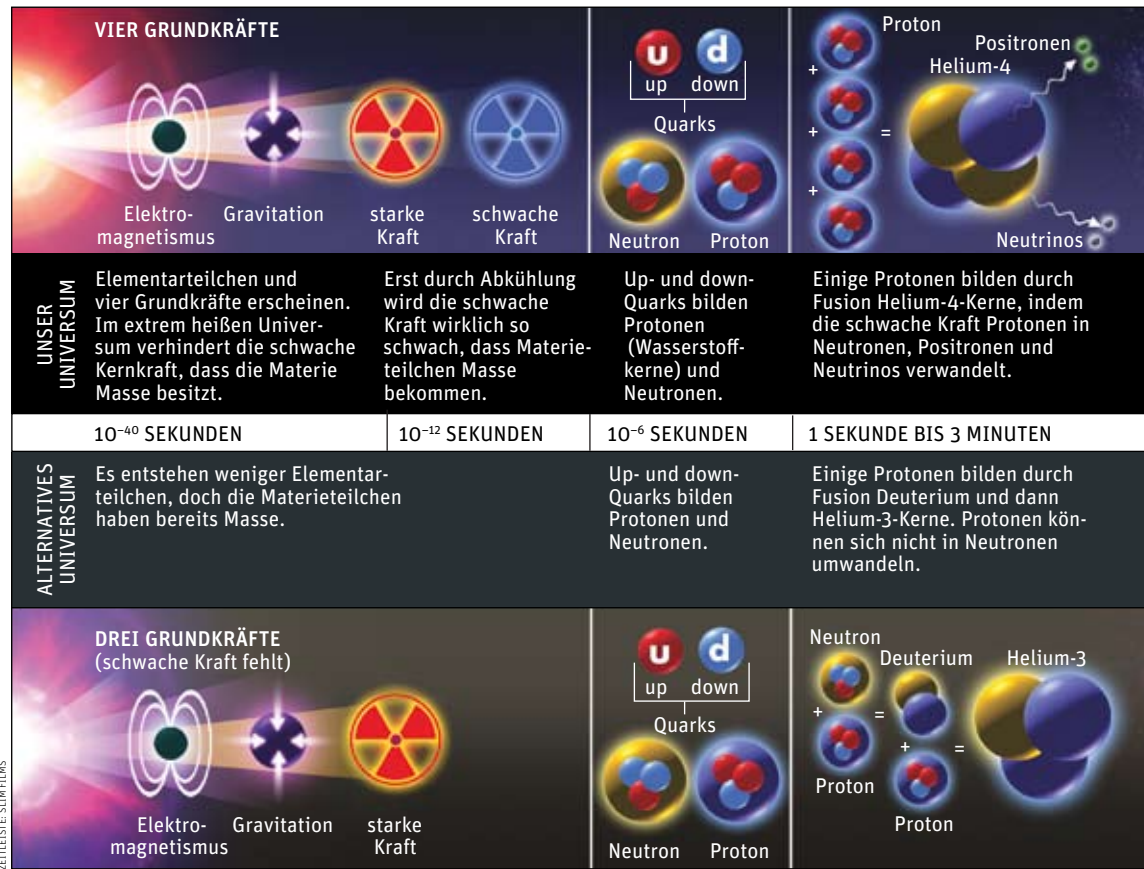 VIER GRUNDKRÄFTE
Elektro-
magnetismus
Gravitation
starke
Kraft
schwache
Kraft
u d
up down
Quarks
Neutron Proton
Proton
Positronen
Helium-4
+
+
=
+
Neutrinos
UNSER
UNIVERSUM
Elementarteilchen und
vier Grundkräfte erscheinen.
Im extrem heißen Univer-
sum verhindert die schwache
Kernkraft, dass die Materie
Masse besitzt.
Erst durch Abkühlung
wird die schwache
Kraft wirklich so
schwach, dass Materie-
teilchen Masse
bekommen.
Up- und down-
Quarks bilden
Protonen
(Wasserstoff-
kerne) und
Neutronen.
Einige Protonen bilden durch
Fusion Helium-4-Kerne, indem
die schwache Kraft Protonen in
Neutronen, Positronen und
Neutrinos verwandelt.
10⁻⁴⁰ SEKUNDEN
10⁻¹² SEKUNDEN
10⁻⁶ SEKUNDEN
1 SEKUNDE BIS 3 MINUTEN
ALTERNATIVES
UNIVERSUM
Es entstehen weniger Elementar-
teilchen, doch die Materieteilchen
haben bereits Masse.
Up- und down-
Quarks bilden
Protonen und
Neutronen.
Einige Protonen bilden durch
Fusion Deuterium und dann
Helium-3-Kerne. Protonen kön-
nen sich nicht in Neutronen
umwandeln.
DREI GRUNDKRÄFTE
(schwache Kraft fehlt)
Elektro-
magnetismus
Gravitation
starke
Kraft
u d
up down
Quarks
Neutron Proton
Neutron
Deuterium
Helium-3
+
=
+
=
Proton
Proton
ZEITLEISTE: SLIM FILMS